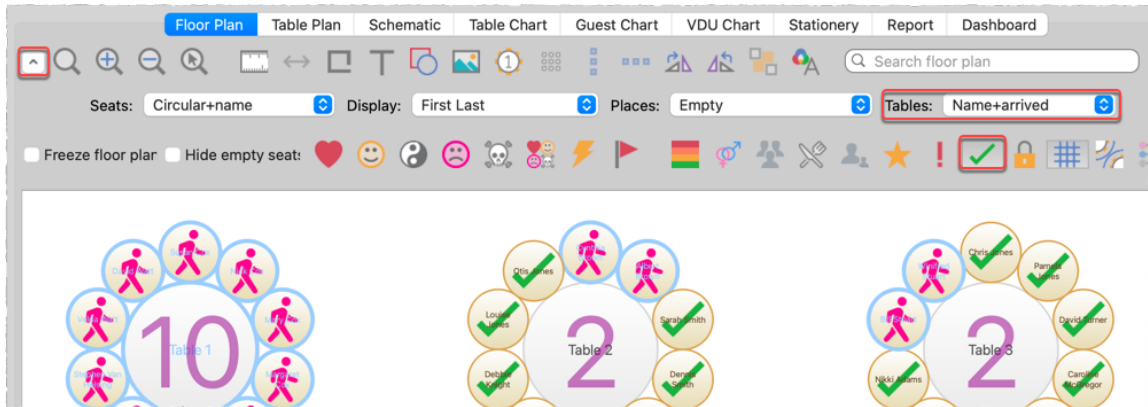 Floor Plan Table Plan Schematic Table Chart Guest Chart VDU Chart Stationery Report Dashboard
T 1 A Search floor plan
Seats: Circular+name Display: First Last Places: Empty Tables: Name+arrived
Freeze floor plan Hide empty seats
Otis Jones Chris Jones Pamela Jones
Louise Jones Sarah Smith David Turner
10 Table 1 2 Table 2 2 Table 3
Debbie Knight Dennis Smith Nikki Adams Caroline McGregor